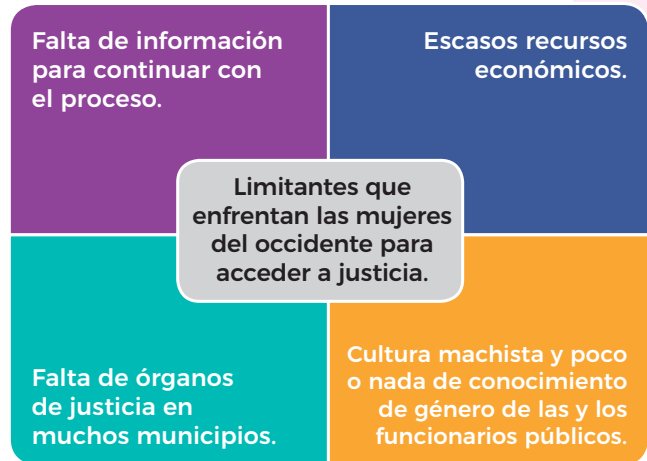 Falta de información
para continuar con
el proceso.
Escasos recursos
económicos.
Limitantes que
enfrentan las mujeres
del occidente para
acceder a justicia.
Falta de órganos
de justicia en
muchos municipios.
Cultura machista y poco
o nada de conocimiento
de género de las y los
funcionarios públicos.